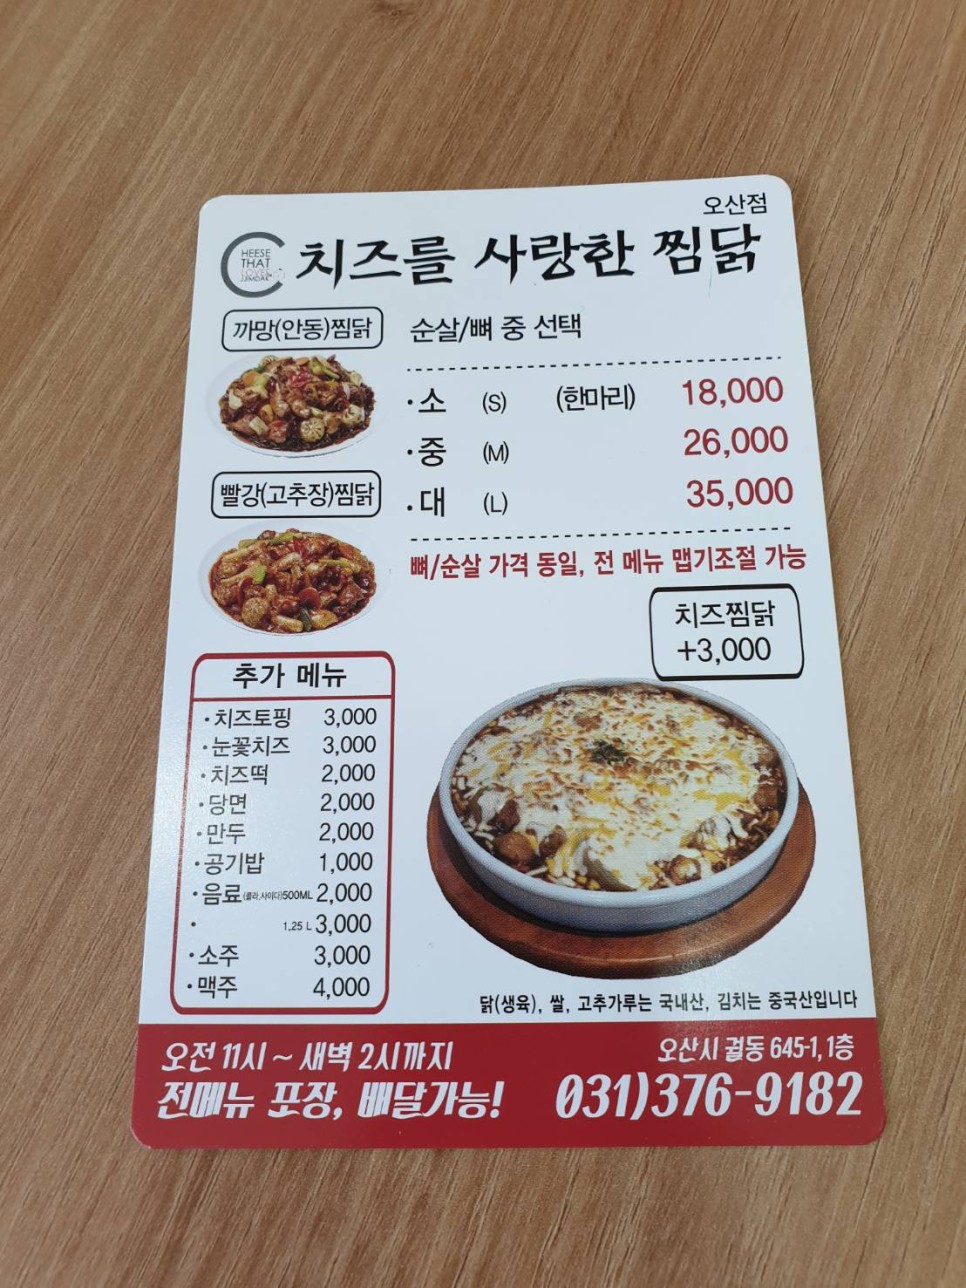 오산점
HEESE
THAT
LOVE
치즈를 사랑한 찜닭
까망(안동)찜닭
순살/뼈 중 선택
·소 (S) (한마리) 18,000
·중 (M) 26,000
·대 (L) 35,000
빨강(고추장)찜닭
뼈/순살 가격 동일, 전 메뉴 맵기조절 가능
치즈찜닭
+3,000
추가 메뉴
·치즈토핑 3,000
·눈꽃치즈 3,000
·치즈떡 2,000
·당면 2,000
·만두 2,000
·공기밥 1,000
·음료(콜라,사이다)500ML 2,000
· 1.25 L 3,000
·소주 3,000
·맥주 4,000
닭(생육), 쌀, 고추가루는 국내산, 김치는 중국산입니다
오전 11시 ~ 새벽 2시까지
전메뉴 포장, 배달가능!
오산시 궐동 645-1, 1층
031)376-9182